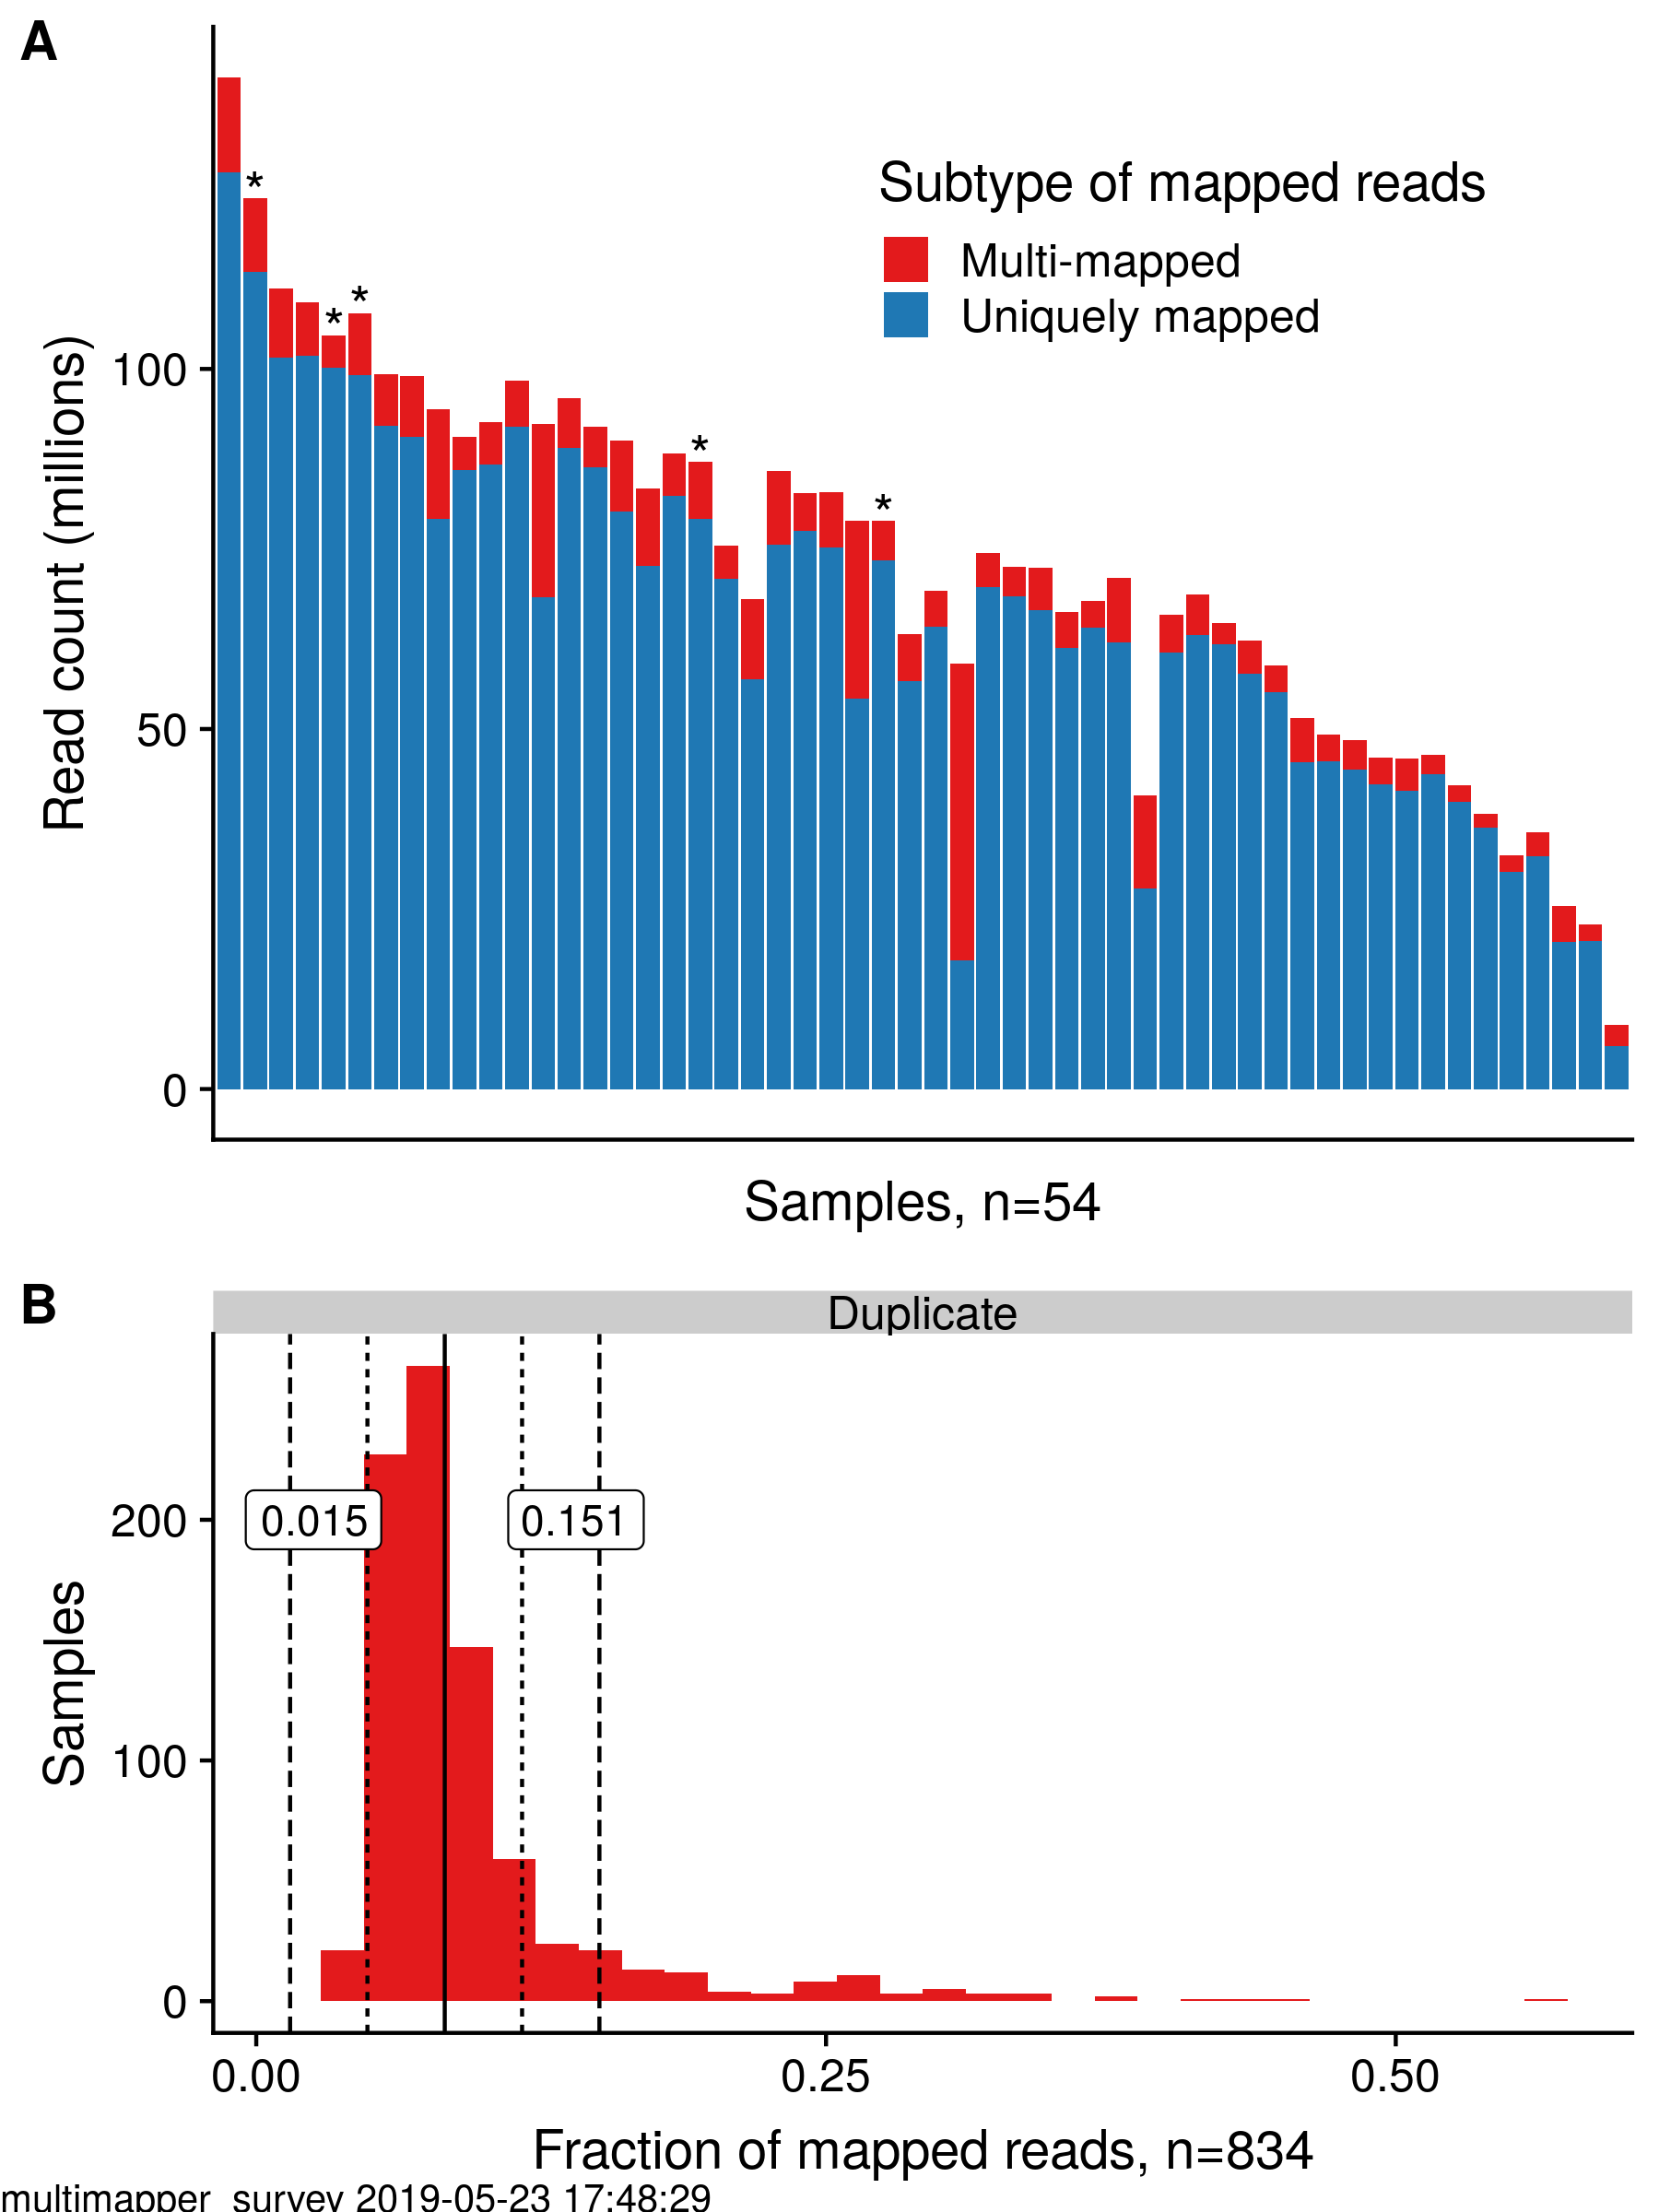 A
*
*
*
*
*
Subtype of mapped reads
Multi-mapped
Uniquely mapped
Read count (millions)
100
50
0
Samples, n=54
B
Duplicate
0.015
0.151
Samples
200
100
0
0.00
0.25
0.50
Fraction of mapped reads, n=834
multimapper_survey 2019-05-23 17:48:29